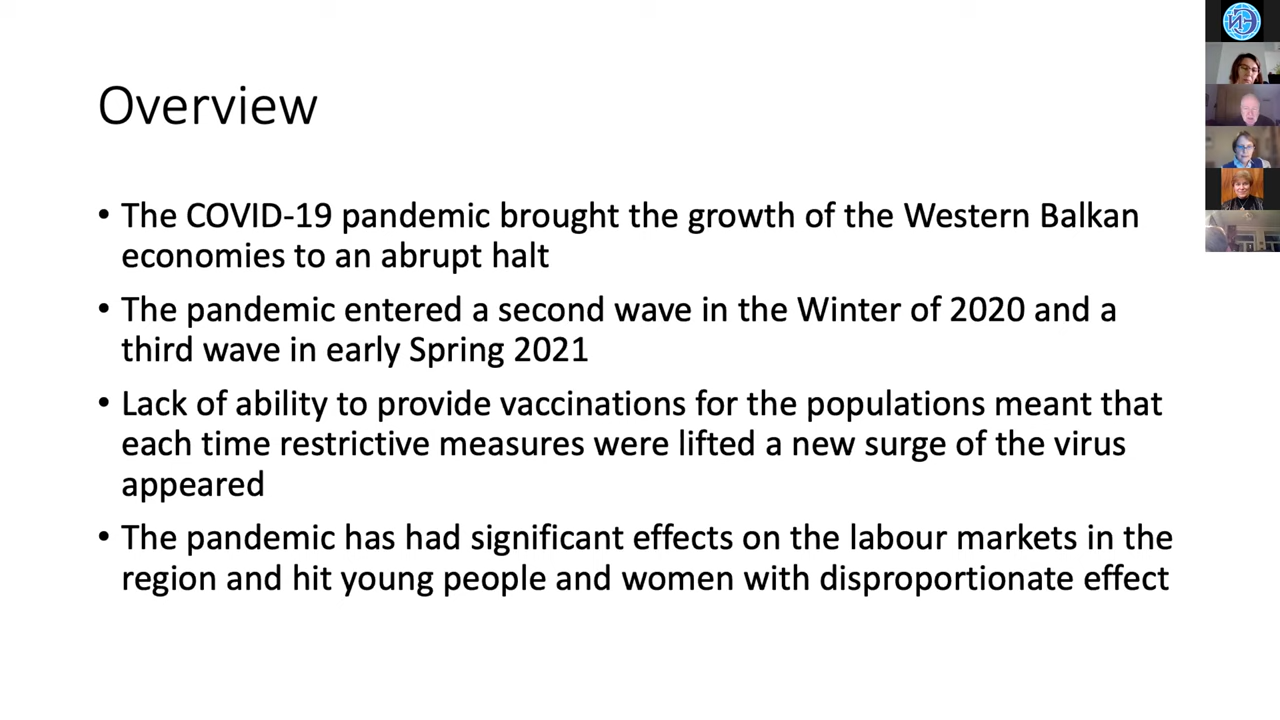 Overview
• The COVID-19 pandemic brought the growth of the Western Balkan
economies to an abrupt halt
• The pandemic entered a second wave in the Winter of 2020 and a
third wave in early Spring 2021
• Lack of ability to provide vaccinations for the populations meant that
each time restrictive measures were lifted a new surge of the virus
appeared
• The pandemic has had significant effects on the labour markets in the
region and hit young people and women with disproportionate effect